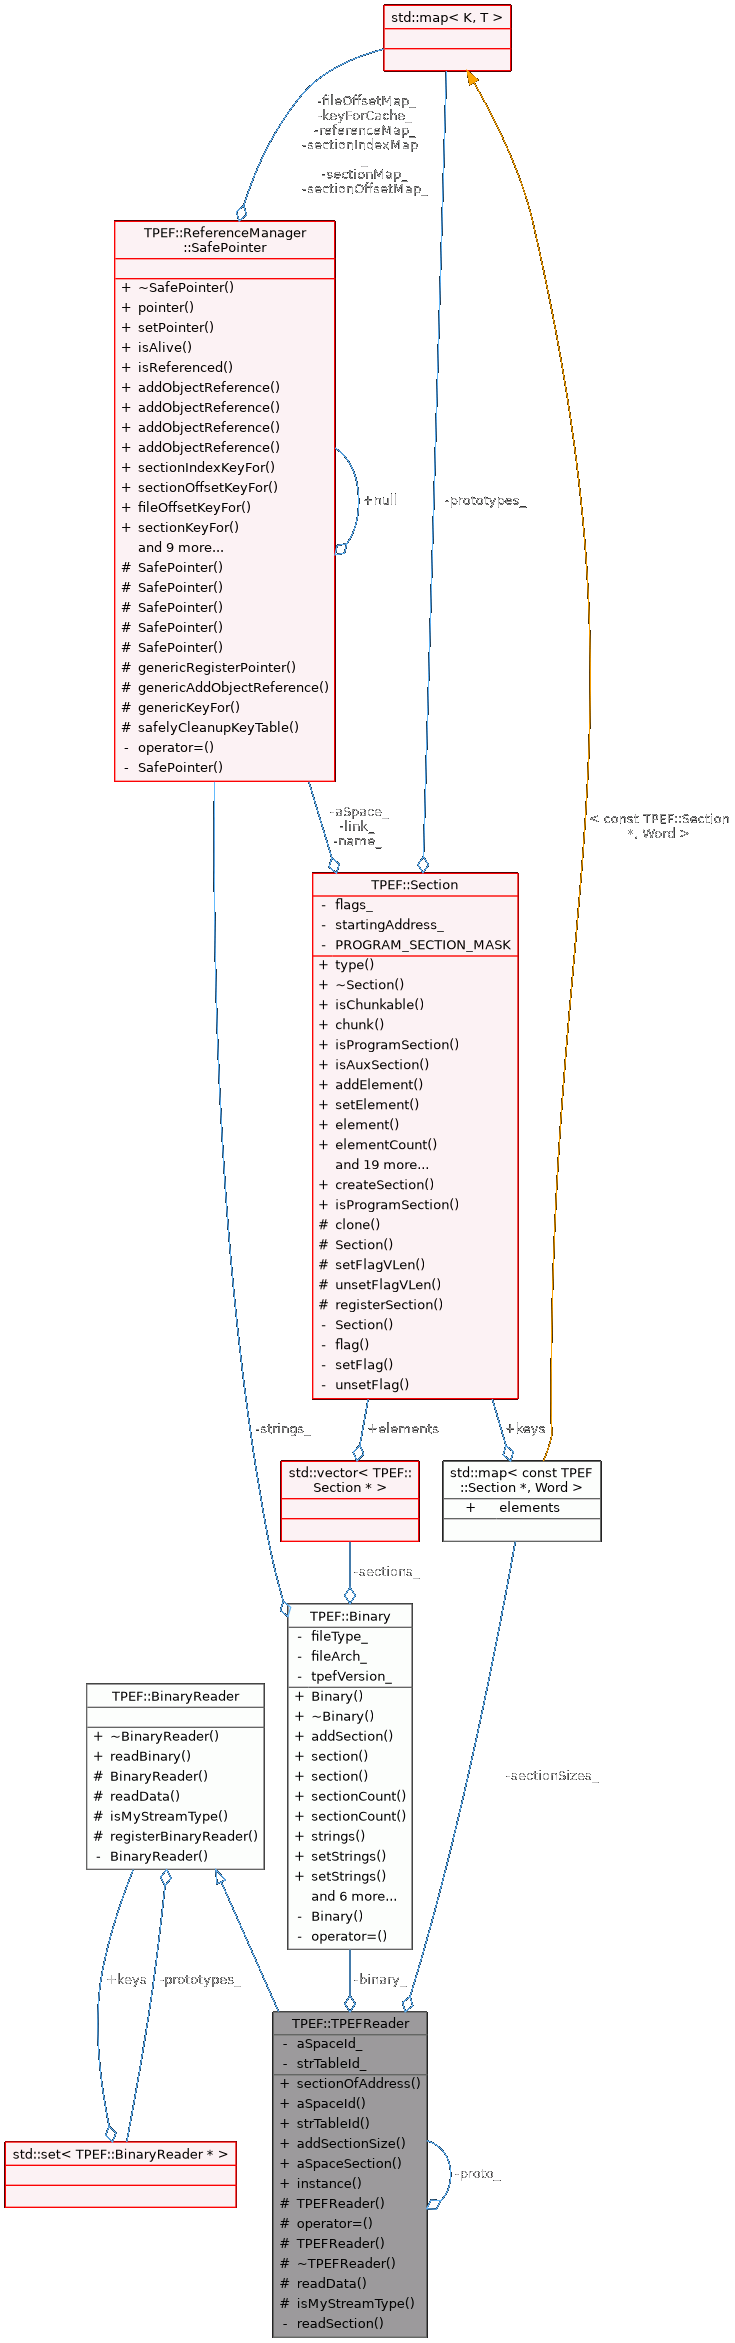 std::map< K, T >
-fileOffsetMap_
-keyForCache_
-referenceMap_
-sectionIndexMap
_
-sectionMap_
-sectionOffsetMap_
TPEF::ReferenceManager
::SafePointer
+ ~SafePointer()
+ pointer()
+ setPointer()
+ isAlive()
+ isReferenced()
+ addObjectReference()
+ addObjectReference()
+ addObjectReference()
+ addObjectReference()
+ sectionIndexKeyFor()
+ sectionOffsetKeyFor()
+ fileOffsetKeyFor()
+ sectionKeyFor()
and 9 more...
# SafePointer()
# SafePointer()
# SafePointer()
# SafePointer()
# SafePointer()
# genericRegisterPointer()
# genericAddObjectReference()
# genericKeyFor()
# safelyCleanupKeyTable()
- operator=()
- SafePointer()
+null
-prototypes_
< const TPEF::Section
*, Word >
-aSpace_
-link_
-name_
TPEF::Section
- flags_
- startingAddress_
- PROGRAM_SECTION_MASK
+ type()
+ ~Section()
+ isChunkable()
+ chunk()
+ isProgramSection()
+ isAuxSection()
+ addElement()
+ setElement()
+ element()
+ elementCount()
and 19 more...
+ createSection()
+ isProgramSection()
# clone()
# Section()
# setFlagVLen()
# unsetFlagVLen()
# registerSection()
- Section()
- flag()
- setFlag()
- unsetFlag()
-strings_
+elements
+keys
std::vector< TPEF::
Section * >
std::map< const TPEF
::Section *, Word >
+ elements
-sections_
TPEF::Binary
- fileType_
- fileArch_
- tpefVersion_
+ Binary()
+ ~Binary()
+ addSection()
+ section()
+ section()
+ sectionCount()
+ sectionCount()
+ strings()
+ setStrings()
+ setStrings()
and 6 more...
- Binary()
- operator=()
TPEF::BinaryReader
+ ~BinaryReader()
+ readBinary()
# BinaryReader()
# readData()
# isMyStreamType()
# registerBinaryReader()
- BinaryReader()
-sectionSizes_
+keys
-prototypes_
-binary_
TPEF::TPEFReader
- aSpaceId_
- strTableId_
+ sectionOfAddress()
+ aSpaceId()
+ strTableId()
+ addSectionSize()
+ aSpaceSection()
+ instance()
# TPEFReader()
# operator=()
# TPEFReader()
# ~TPEFReader()
# readData()
# isMyStreamType()
- readSection()
-proto_
std::set< TPEF::BinaryReader * >